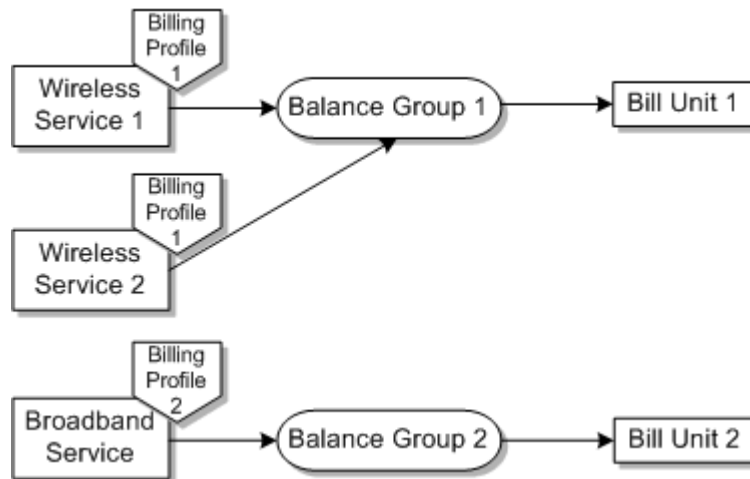 Billing
Profile
1
Wireless
Service 1
Balance Group 1
Bill Unit 1
Billing
Profile
1
Wireless
Service 2
Billing
Profile
2
Broadband
Service
Balance Group 2
Bill Unit 2